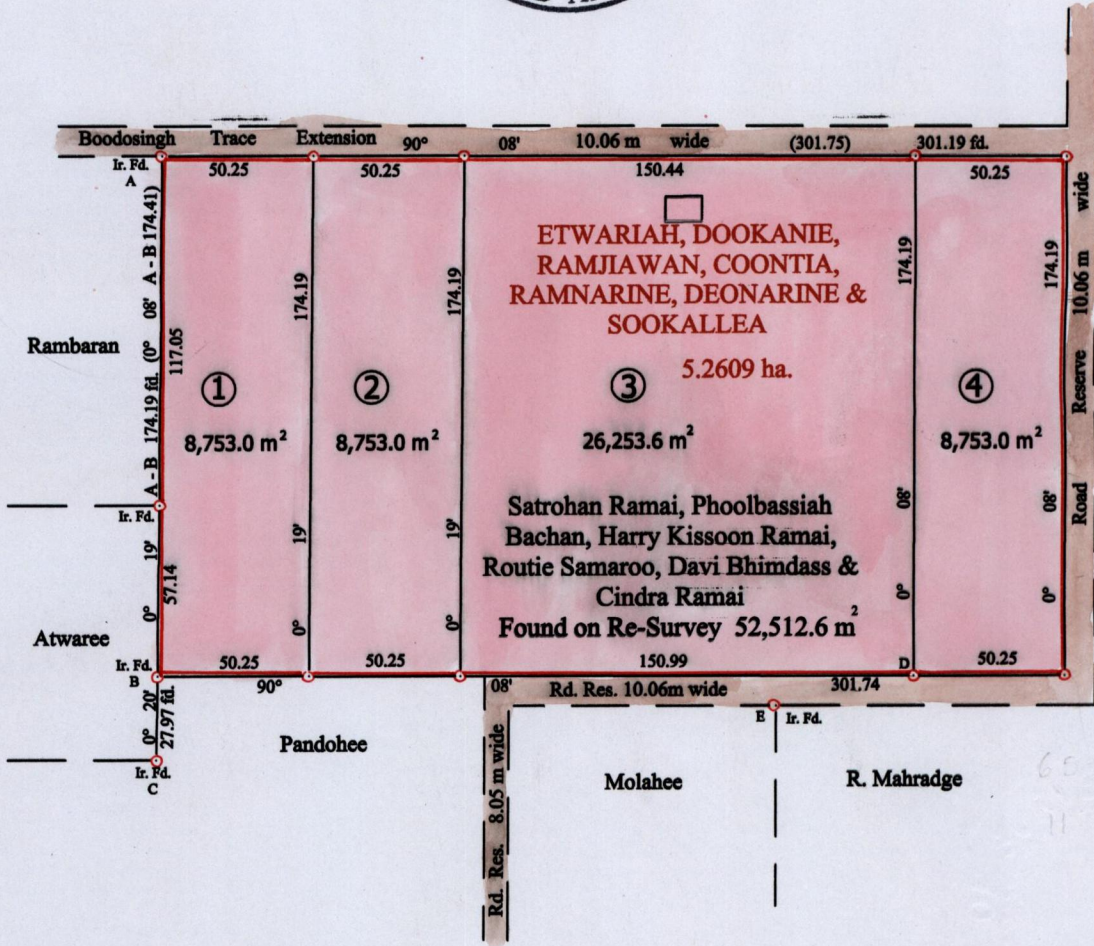 Boodosingh Trace Extension 90° 08' 10.06 m wide (301.75) 301.19 fd.
Ir. Fd.
A
50.25
50.25
150.44
50.25
A - B 174.19 fd. (0° 08' A - B 174.41)
117.05
174.19
174.19
174.19
174.19
Road Reserve 10.06 m wide
ETWARIAH, DOOKANIE,
RAMJIAWAN, COONTIA,
RAMNARINE, DEONARINE &
SOOKALLEA
5.2609 ha.
Rambaran
1
2
3
4
8,753.0 m²
8,753.0 m²
26,253.6 m²
8,753.0 m²
Satrohan Ramai, Phoolbassiah
Bachan, Harry Kissoon Ramai,
Routie Samaroo, Davi Bhimdass &
Cindra Ramai
Found on Re-Survey 52,512.6 m²
Ir. Fd.
0° 19'
57.14
0° 19'
0° 19'
0° 08'
0° 08'
Atwaree
Ir. Fd.
B
50.25
50.25
150.99
D
50.25
90° 08' Rd. Res. 10.06m wide 301.74
0° 20'
27.97 fd.
E Ir. Fd.
Pandohee
Rd. Res. 8.05 m wide
Molahee
R. Mahradge
Ir. Fd.
C